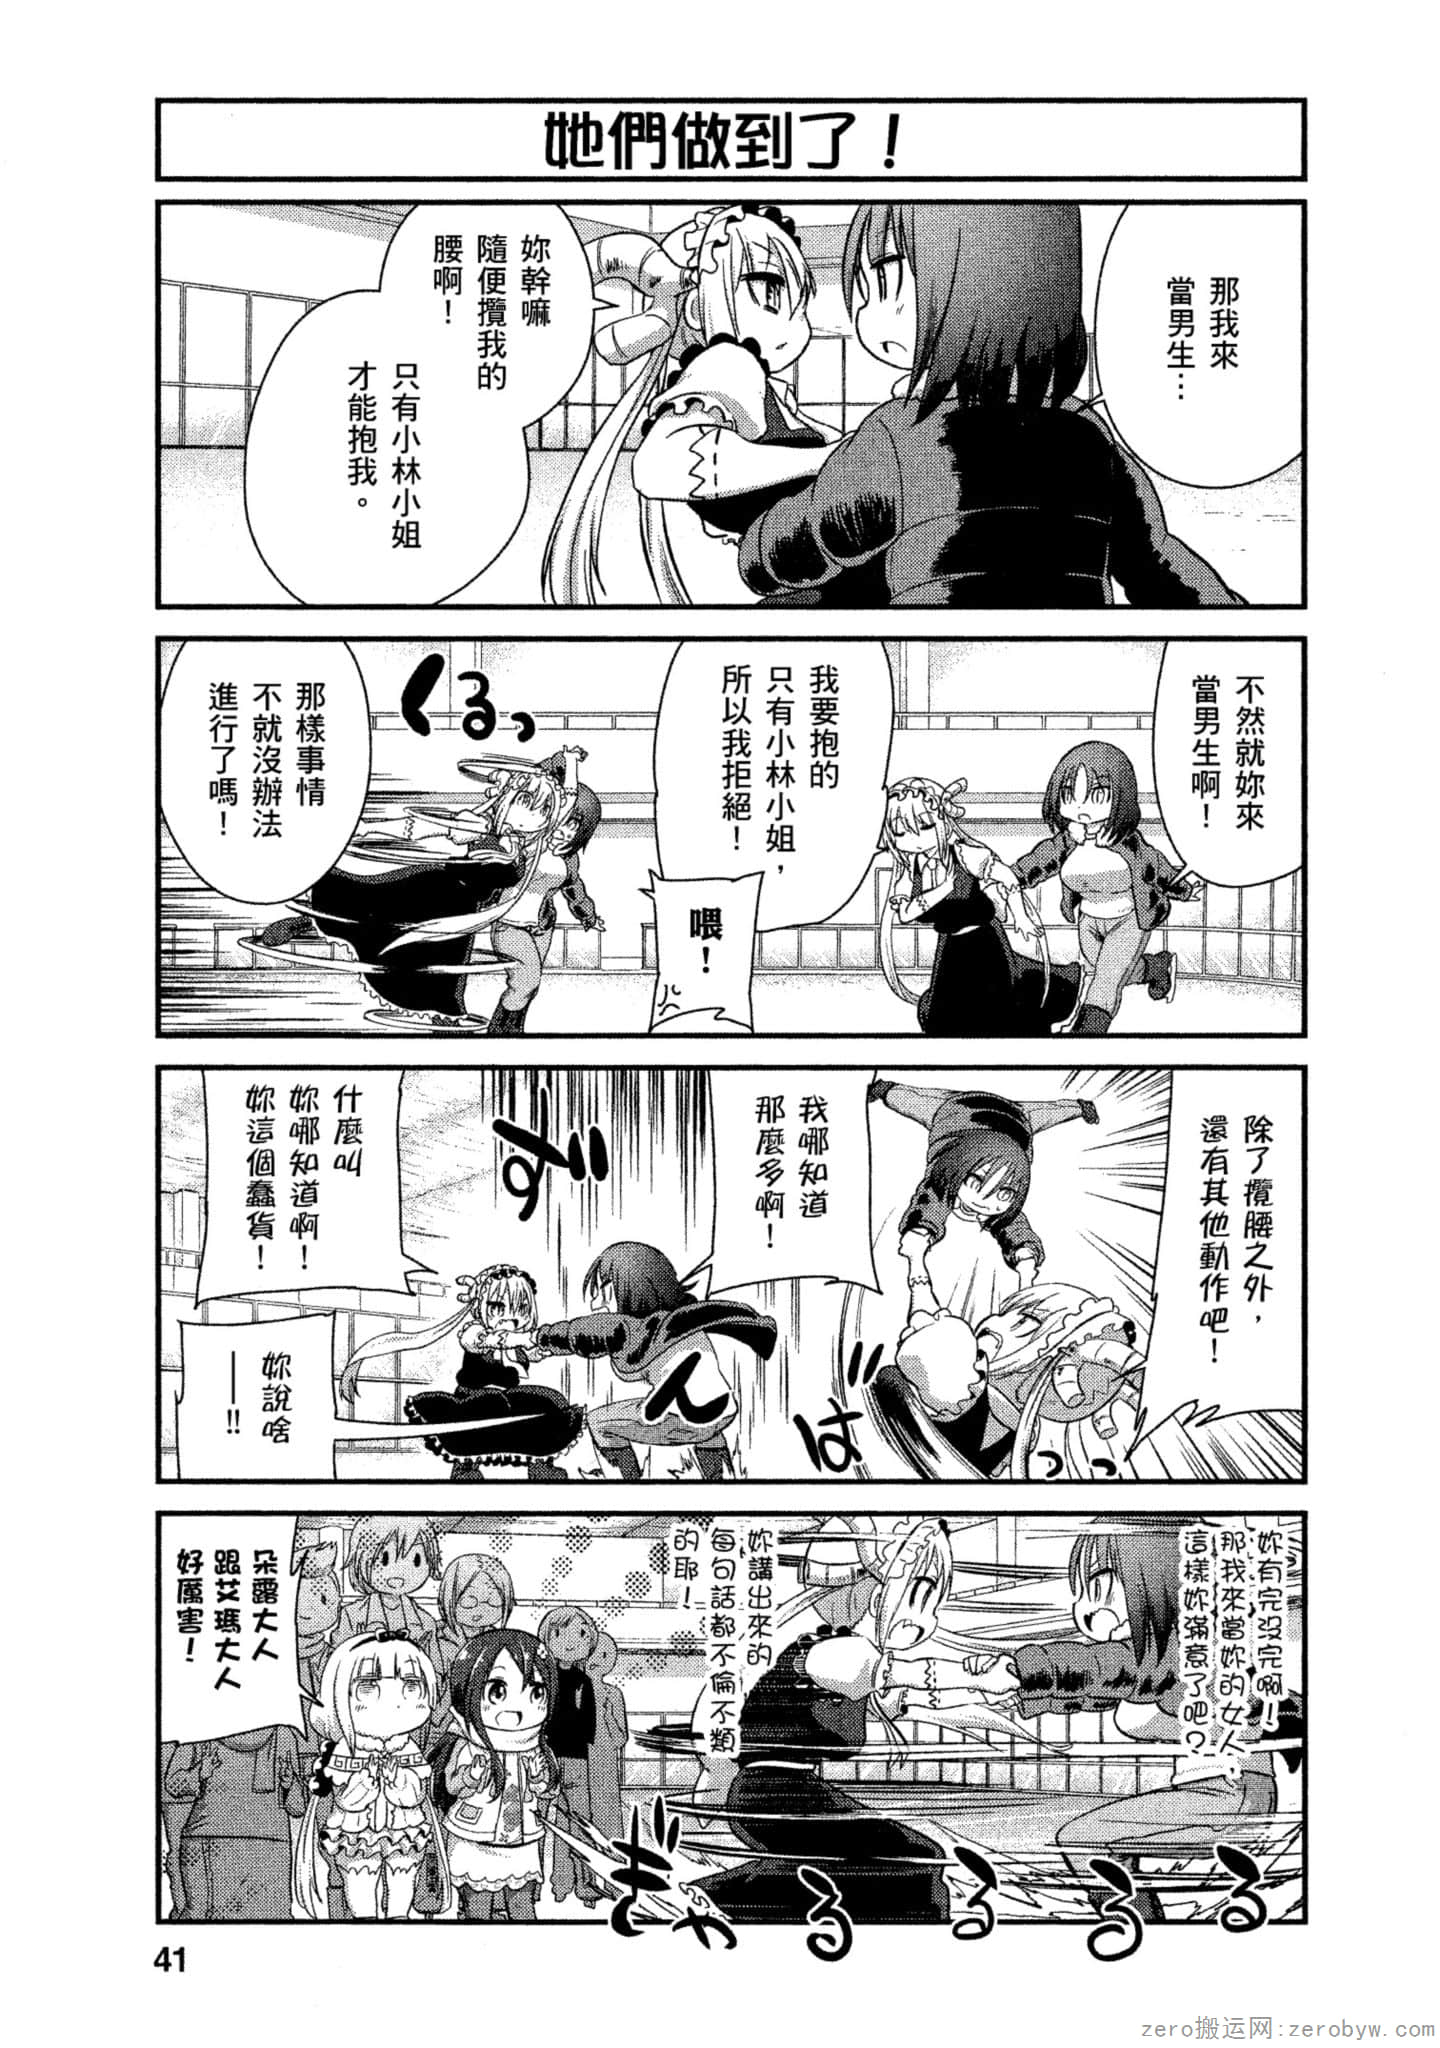 她們做到了！
那我來
當男生…
妳幹嘛
隨便攬我的
腰啊！
只有小林小姐
才能抱我。
不然就妳來
當男生啊！
我要抱的
只有小林小姐，
所以我拒絕！
喂！
くるっ
那樣事情
不就沒辦法
進行了嗎！
除了攬腰之外，
還有其他動作吧！
はっっ
我哪知道
那麼多啊！
ずん
什麼叫
妳哪知道啊！
妳這個蠢貨！
妳說啥
——!!
妳有完沒完啊！
那我來當妳的女人
這樣妳滿意了吧？
妳講出來的
每句話都不倫不類
的耶！
ぎゃるるるる
朵露大人
跟艾瑪大人
好厲害！
41
zero搬运网:zerobyw.com